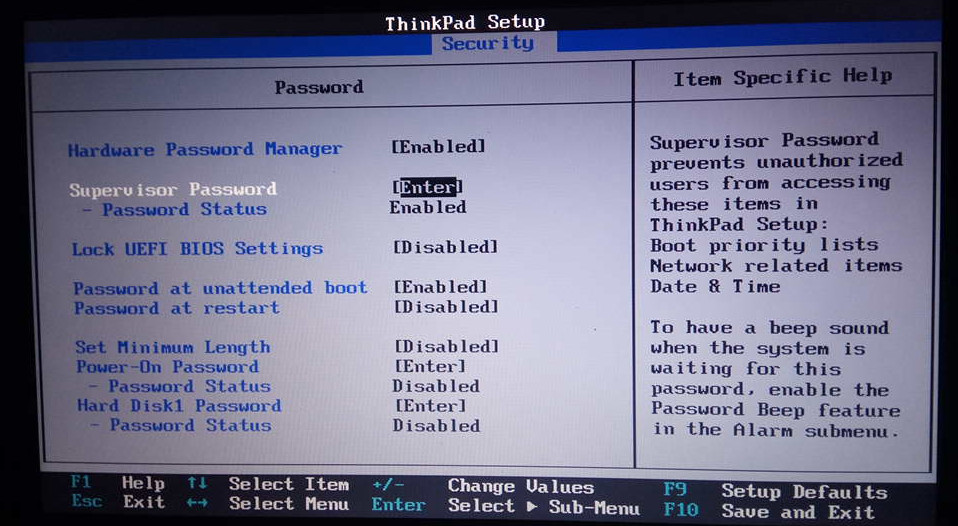 ThinkPad Setup
Security
Password
Hardware Password Manager [Enabled]
Supervisor Password [Enter]
- Password Status Enabled
Lock UEFI BIOS Settings [Disabled]
Password at unattended boot [Enabled]
Password at restart [Disabled]
Set Minimum Length [Disabled]
Power-On Password [Enter]
- Password Status Disabled
Hard Disk1 Password [Enter]
- Password Status Disabled
Item Specific Help
Supervisor Password
prevents unauthorized
users from accessing
these items in
ThinkPad Setup:
Boot priority lists
Network related items
Date & Time
To have a beep sound
when the system is
waiting for this
password, enable the
Password Beep feature
in the Alarm submenu.
F1 Help ↑↓ Select Item +/- Change Values F9 Setup Defaults
Esc Exit ←→ Select Menu Enter Select ▶ Sub-Menu F10 Save and Exit